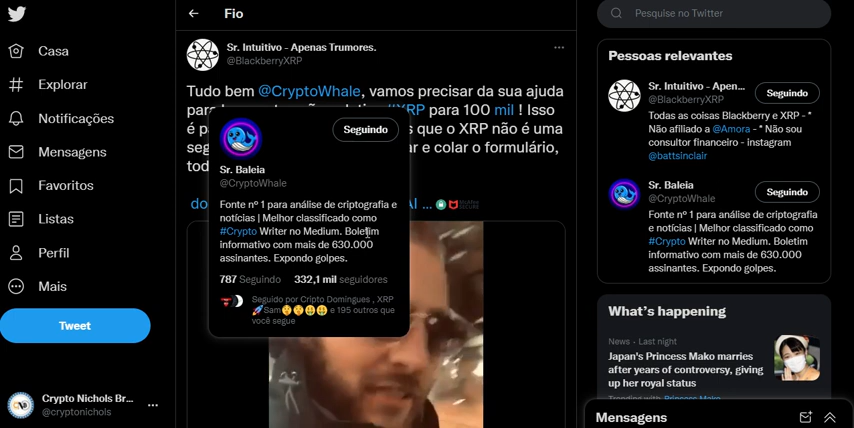 Casa
Explorar
Notificações
Mensagens
Favoritos
Listas
Perfil
Mais
Tweet
Crypto Nichols Br...
@cryptonichols
Fio
Sr. Intuitivo - Apenas Trumores.
@BlackberryXRP
Tudo bem @CryptoWhale, vamos precisar da sua ajuda
para 100 mil ! Isso
é que o XRP não é uma
ar e colar o formulário,
Seguindo
Sr. Baleia
@CryptoWhale
Fonte nº 1 para análise de criptografia e
notícias | Melhor classificado como
#Crypto Writer no Medium. Boletim
informativo com mais de 630.000
assinantes. Expondo golpes.
787 Seguindo 332,1 mil seguidores
Seguido por Cripto Domingues , XRP
🚀Sam😲😲😃😃 e 195 outros que
você segue
Pesquise no Twitter
Pessoas relevantes
Sr. Intuitivo - Apen...
@BlackberryXRP
Seguindo
Todas as coisas Blackberry e XRP - *
Não afiliado a @Amora - * Não sou
consultor financeiro - instagram
@battsinclair
Sr. Baleia
@CryptoWhale
Seguindo
Fonte nº 1 para análise de criptografia
e notícias | Melhor classificado como
#Crypto Writer no Medium. Boletim
informativo com mais de 630.000
assinantes. Expondo golpes.
What's happening
News · Last night
Japan's Princess Mako marries
after years of controversy, giving
up her royal status
Trending with Princess Mako
Mensagens